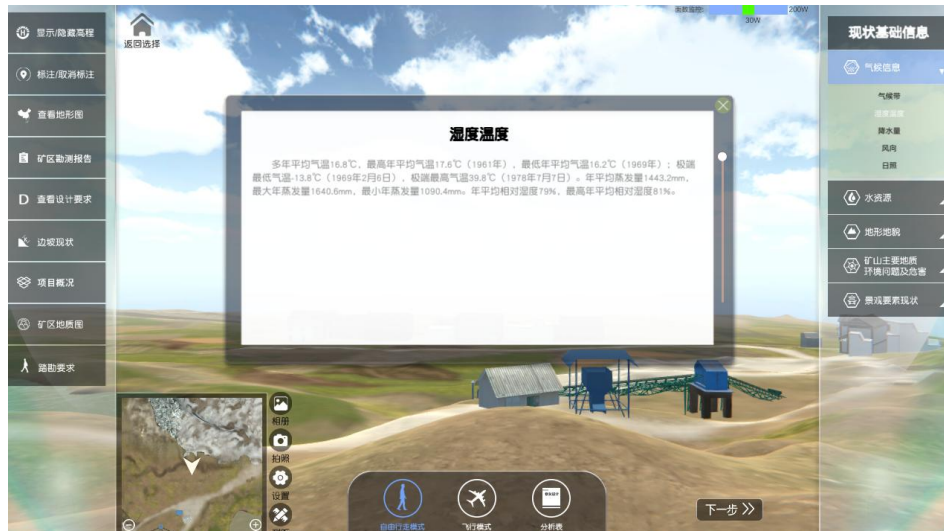 显示/隐藏高程
标注/取消标注
查看地形图
矿区勘测报告
D 查看设计要求
边坡现状
项目概况
矿区地质图
踏勘要求
返回选择
面数监控:
200W
30W
湿度温度
多年平均气温16.8℃，最高年平均气温17.6℃（1961年），最低年平均气温16.2℃（1969年）；极端
最低气温-13.8℃（1969年2月6日），极端最高气温39.8℃（1978年7月7日）。年平均蒸发量1443.2mm，
最大年蒸发量1640.6mm，最小年蒸发量1090.4mm。年平均相对湿度79%，最高年平均相对湿度81%。
现状基础信息
气候信息
气候带
湿度温度
降水量
风向
日照
水资源
地形地貌
矿山主要地质
环境问题及危害
景观要素现状
相册
拍照
设置
自由行走模式
飞行模式
分析表
下一步